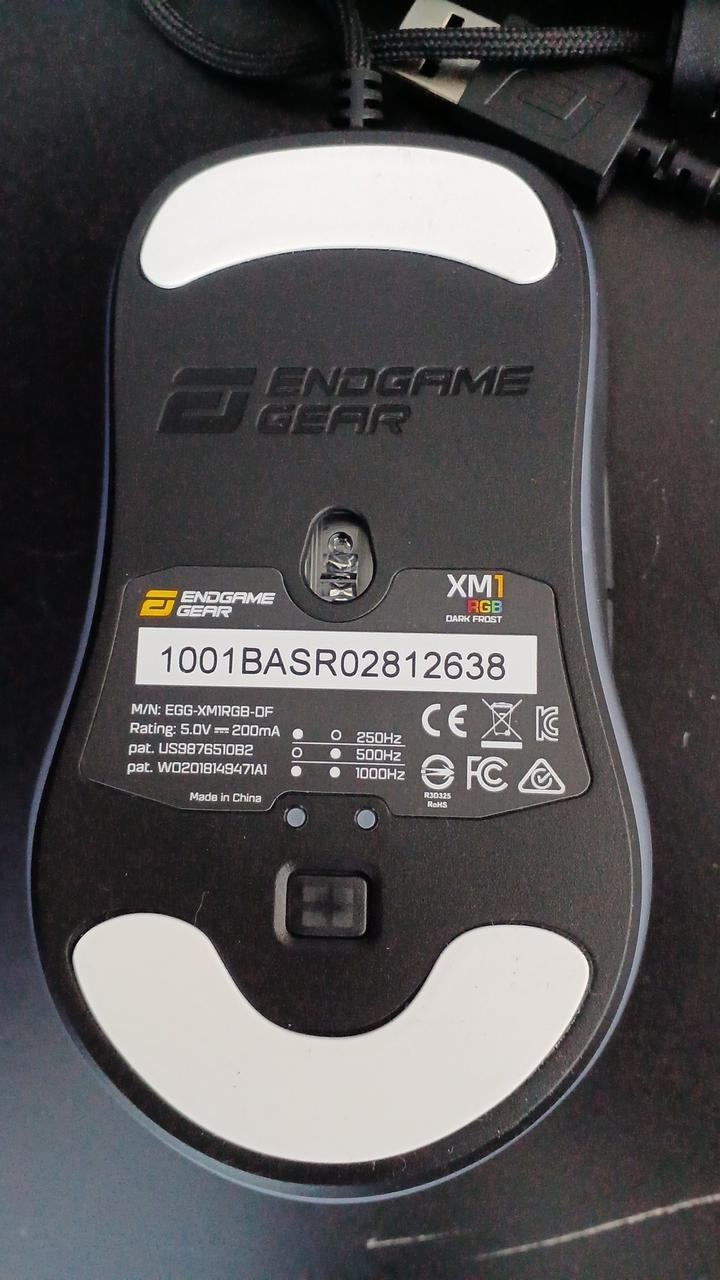 ENDGAME
GEAR
ENDGAME
GEAR
XM1
RGB
DARK FROST
1001BASR02812638
M/N: EGG-XM1RGB-DF
Rating: 5.0V ⎓ 200mA
pat. US9876510B2
pat. WO2018149471A1
Made in China
250Hz
500Hz
1000Hz
CE
FC
R3D325
RoHS